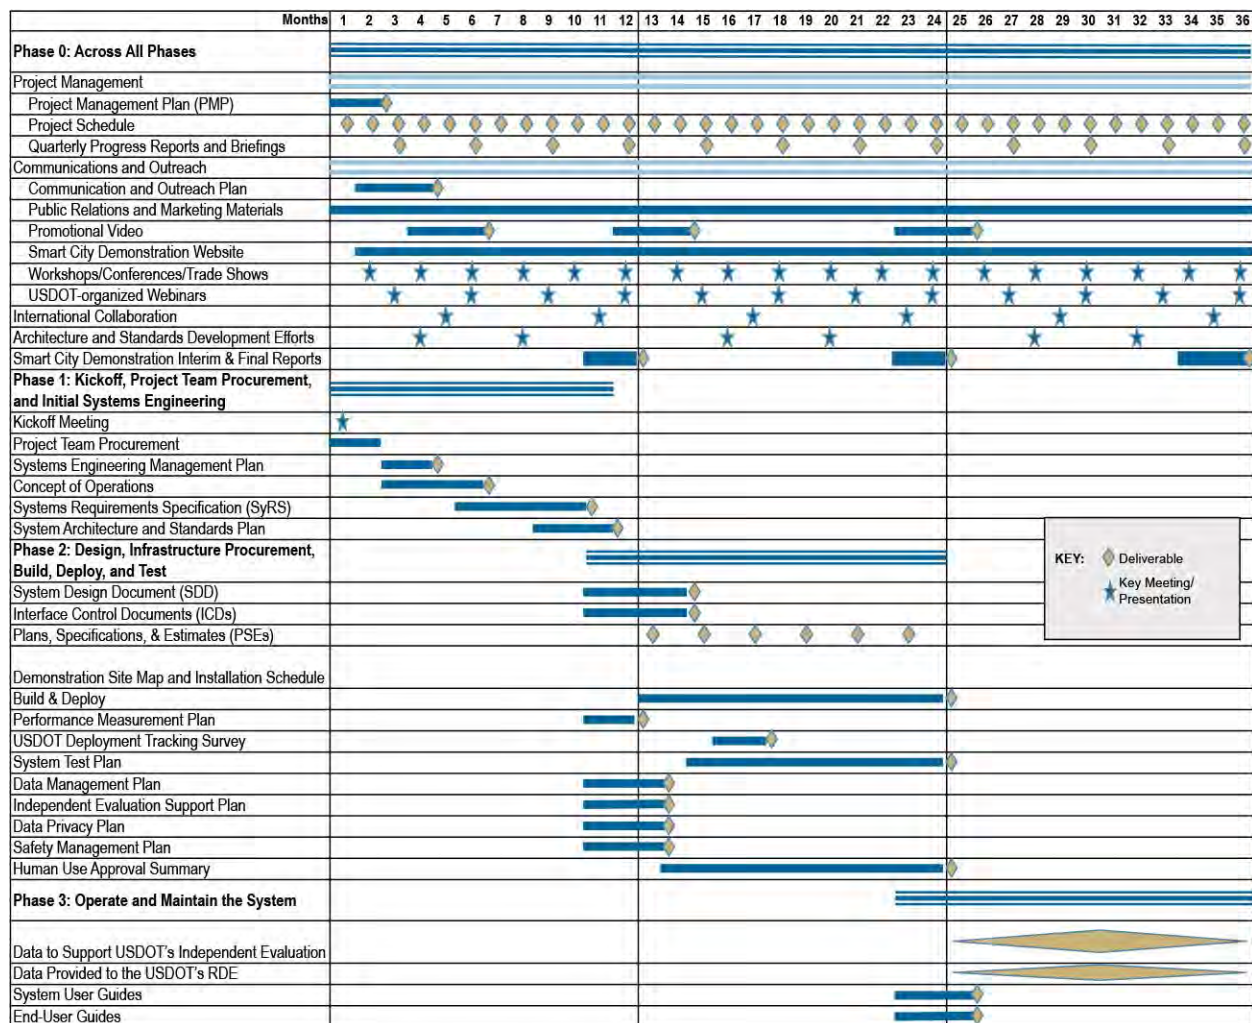 Months 1 2 3 4 5 6 7 8 9 10 11 12 13 14 15 16 17 18 19 20 21 22 23 24 25 26 27 28 29 30 31 32 33 34 35 36
Phase 0: Across All Phases
Project Management
Project Management Plan (PMP)
Project Schedule
Quarterly Progress Reports and Briefings
Communications and Outreach
Communication and Outreach Plan
Public Relations and Marketing Materials
Promotional Video
Smart City Demonstration Website
Workshops/Conferences/Trade Shows
USDOT-organized Webinars
International Collaboration
Architecture and Standards Development Efforts
Smart City Demonstration Interim & Final Reports
Phase 1: Kickoff, Project Team Procurement,
and Initial Systems Engineering
Kickoff Meeting
Project Team Procurement
Systems Engineering Management Plan
Concept of Operations
Systems Requirements Specification (SyRS)
System Architecture and Standards Plan
Phase 2: Design, Infrastructure Procurement,
Build, Deploy, and Test
KEY: Deliverable
Key Meeting/
Presentation
System Design Document (SDD)
Interface Control Documents (ICDs)
Plans, Specifications, & Estimates (PSEs)
Demonstration Site Map and Installation Schedule
Build & Deploy
Performance Measurement Plan
USDOT Deployment Tracking Survey
System Test Plan
Data Management Plan
Independent Evaluation Support Plan
Data Privacy Plan
Safety Management Plan
Human Use Approval Summary
Phase 3: Operate and Maintain the System
Data to Support USDOT's Independent Evaluation
Data Provided to the USDOT's RDE
System User Guides
End-User Guides